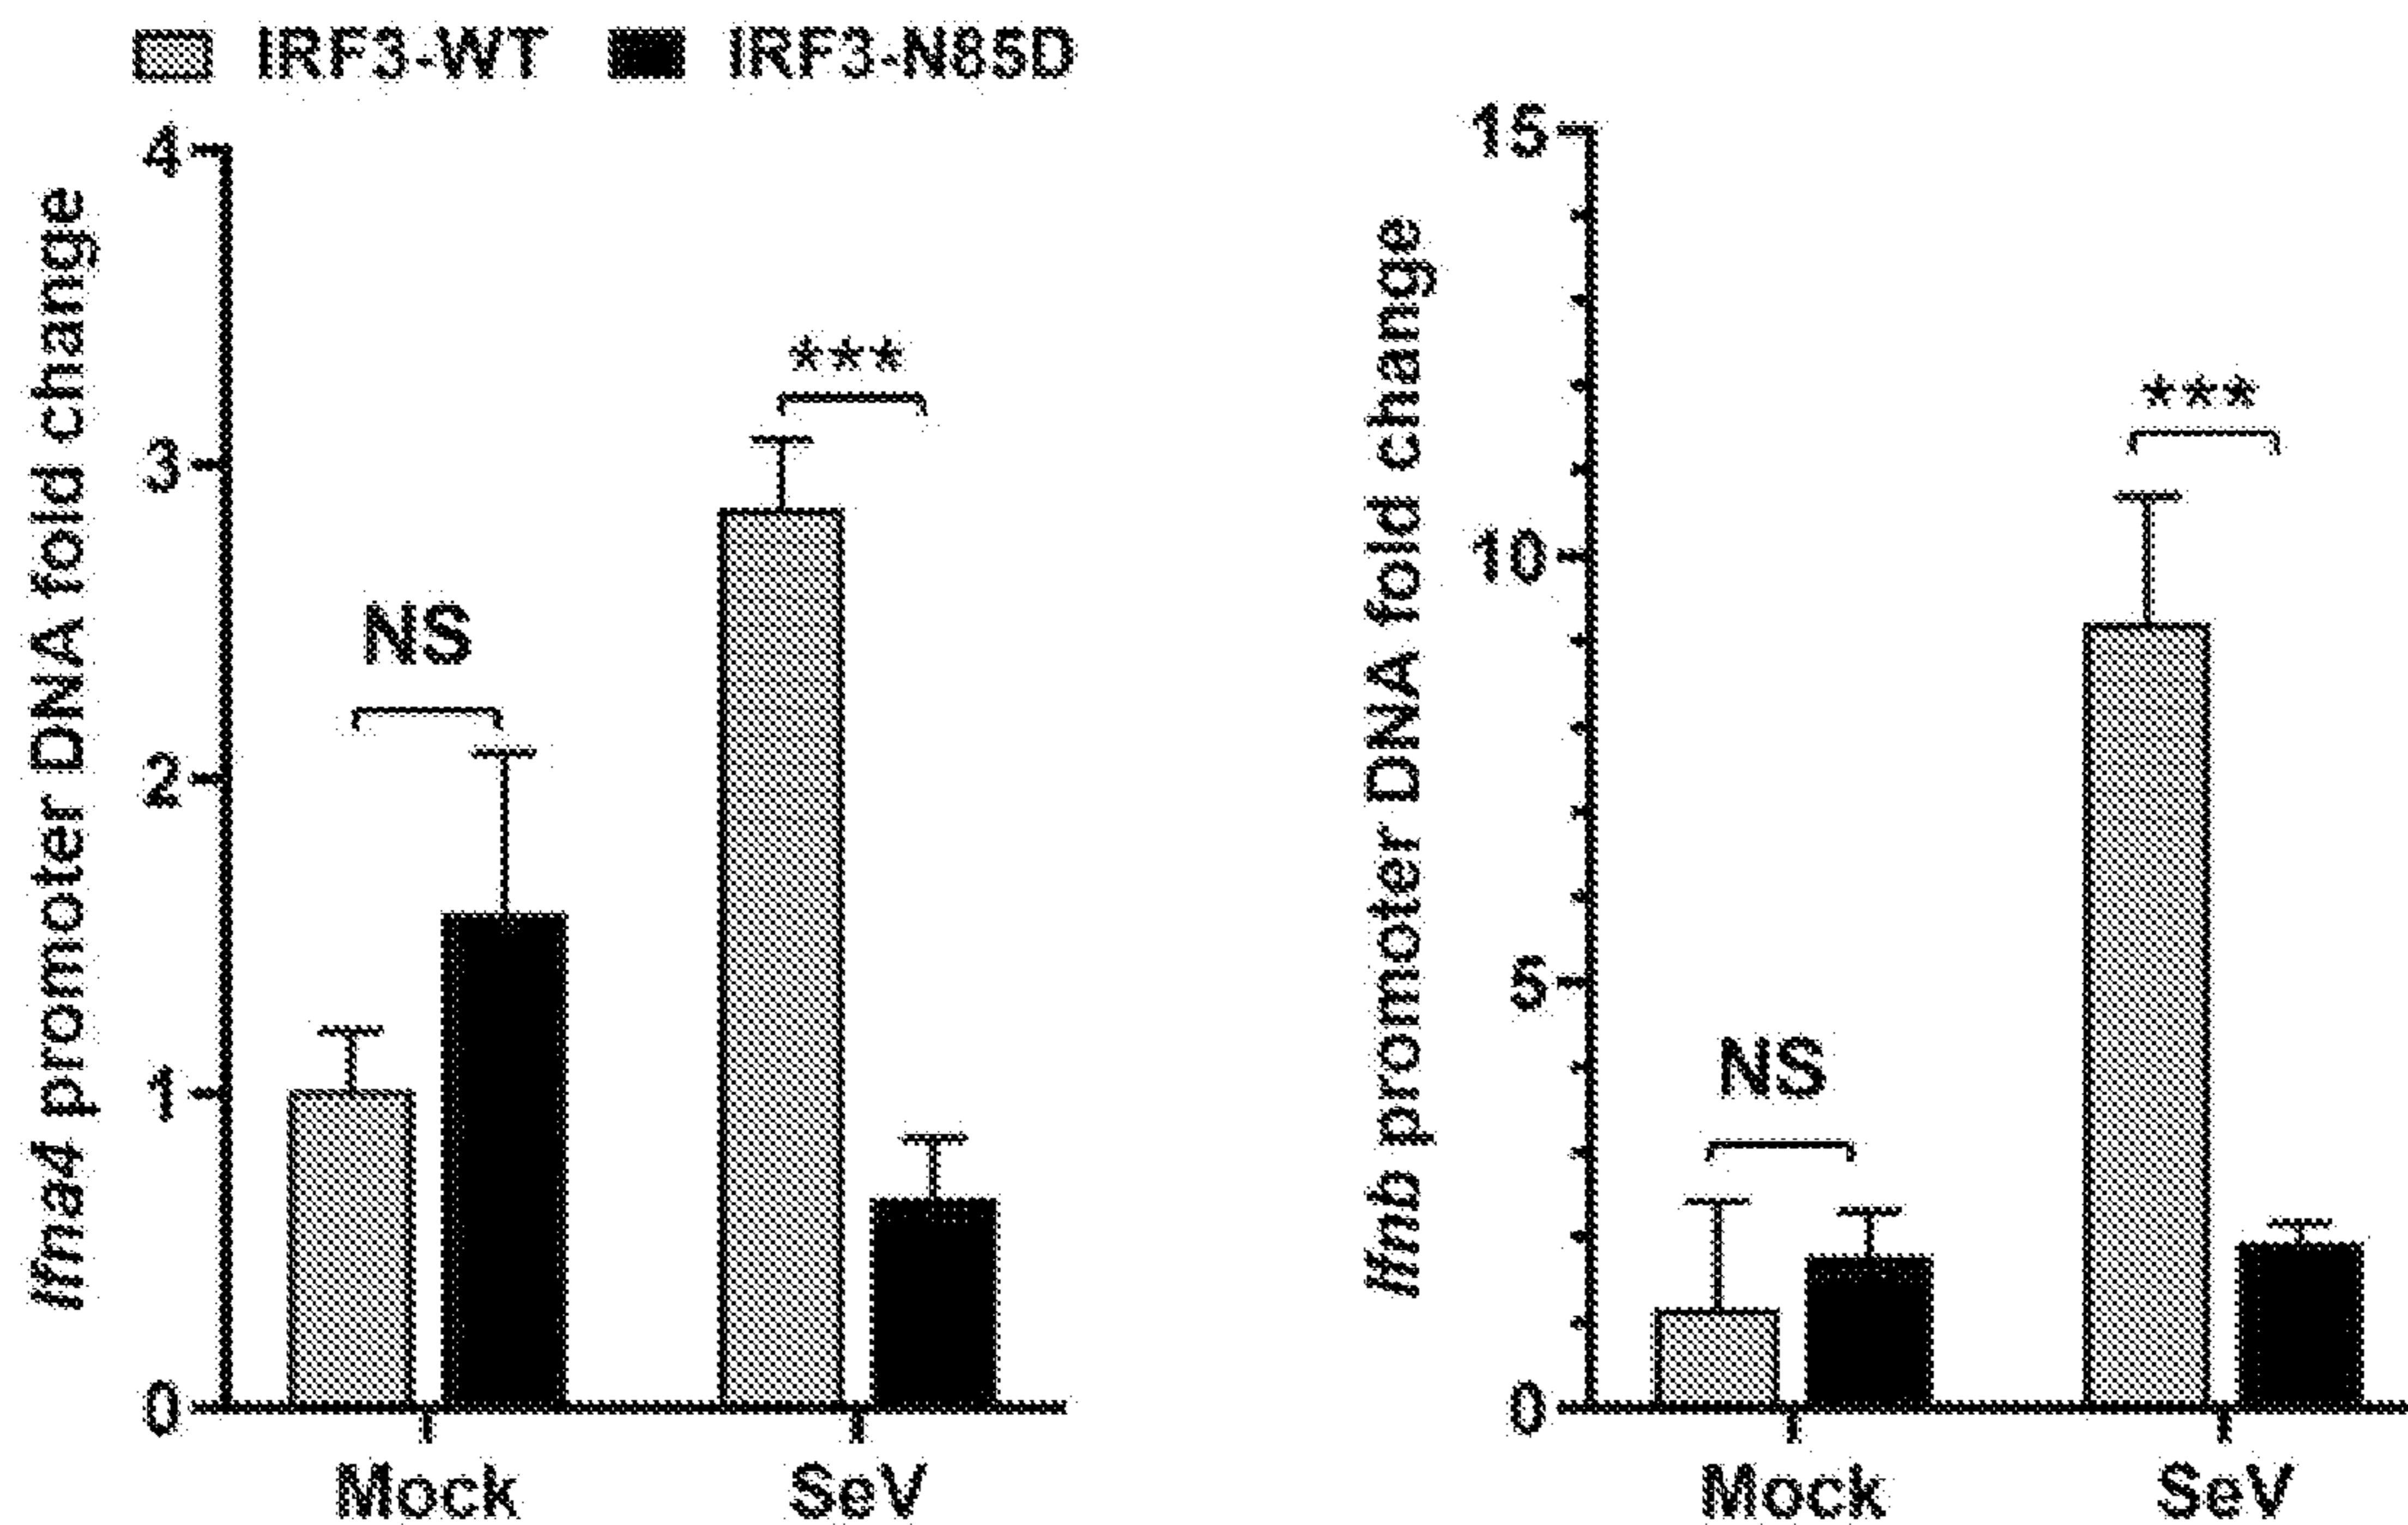 IRF3-WT IRF3-N85D
Ifna4 promoter DNA fold change
4
3
2
1
0
NS
***
Mock SeV
Ifnb promoter DNA fold change
15
10
5
0
NS
***
Mock SeV